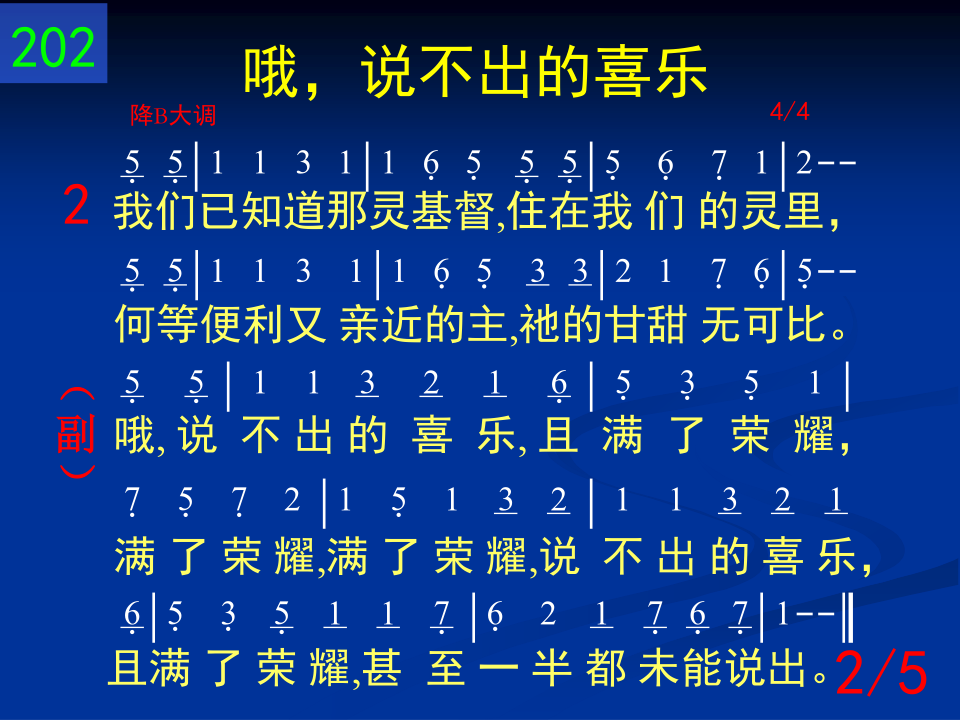 202
哦，说不出的喜乐
降B大调
4/4
5̣ 5̣|1 1 3 1|1 6̣ 5̣ 5̣ 5̣|5̣ 6̣ 7̣ 1|2--
2
我们已知道那灵基督,住在我 们 的灵里，
5̣ 5̣|1 1 3 1|1 6̣ 5̣ 3 3|2 1 7̣ 6̣|5̣--
何等便利又 亲近的主,祂的甘甜 无可比。
5̣ 5̣|1 1 3 2 1 6̣|5̣ 3̣ 5̣ 1|
（副）
哦, 说 不 出 的 喜 乐, 且 满 了 荣 耀，
7̣ 5̣ 7̣ 2|1 5̣ 1 3 2|1 1 3 2 1
满 了 荣 耀,满 了 荣 耀,说 不 出 的 喜 乐，
6̣|5̣ 3̣ 5̣ 1 1 7̣|6̣ 2 1 7̣ 6̣ 7̣|1--‖
且满 了 荣 耀,甚 至 一 半 都 未能说出。
2/5